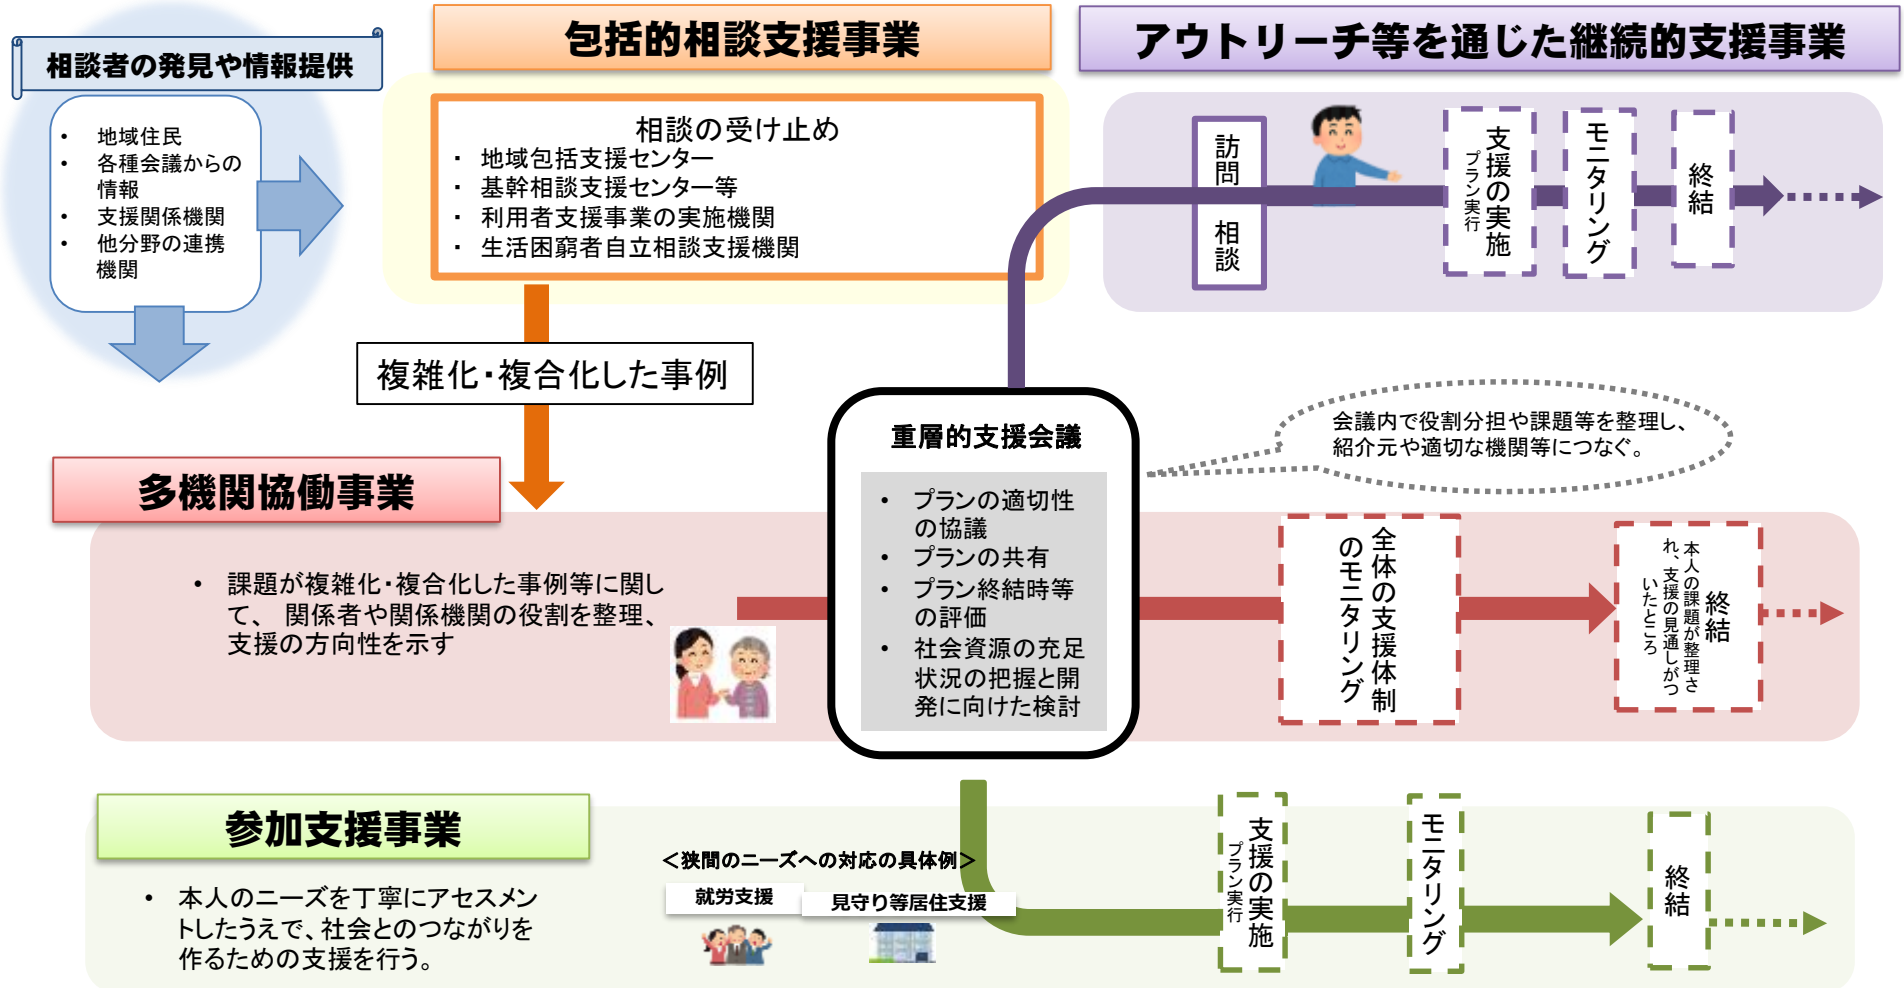 相談者の発見や情報提供
• 地域住民
• 各種会議からの
情報
• 支援関係機関
• 他分野の連携
機関
包括的相談支援事業
相談の受け止め
・ 地域包括支援センター
・ 基幹相談支援センター等
・ 利用者支援事業の実施機関
・ 生活困窮者自立相談支援機関
複雑化・複合化した事例
アウトリーチ等を通じた継続的支援事業
訪問 相談
支援の実施
プラン実行
モニタリング
終結
重層的支援会議
• プランの適切性
の協議
• プランの共有
• プラン終結時等
の評価
• 社会資源の充足
状況の把握と開
発に向けた検討
会議内で役割分担や課題等を整理し、
紹介元や適切な機関等につなぐ。
多機関協働事業
• 課題が複雑化・複合化した事例等に関し
て、 関係者や関係機関の役割を整理、
支援の方向性を示す
全体の支援体制
のモニタリング
終結
本人の課題が整理さ
れ、支援の見通しがつ
いたところ
参加支援事業
• 本人のニーズを丁寧にアセスメン
トしたうえで、社会とのつながりを
作るための支援を行う。
＜狭間のニーズへの対応の具体例＞
就労支援
見守り等居住支援
支援の実施
プラン実行
モニタリング
終結